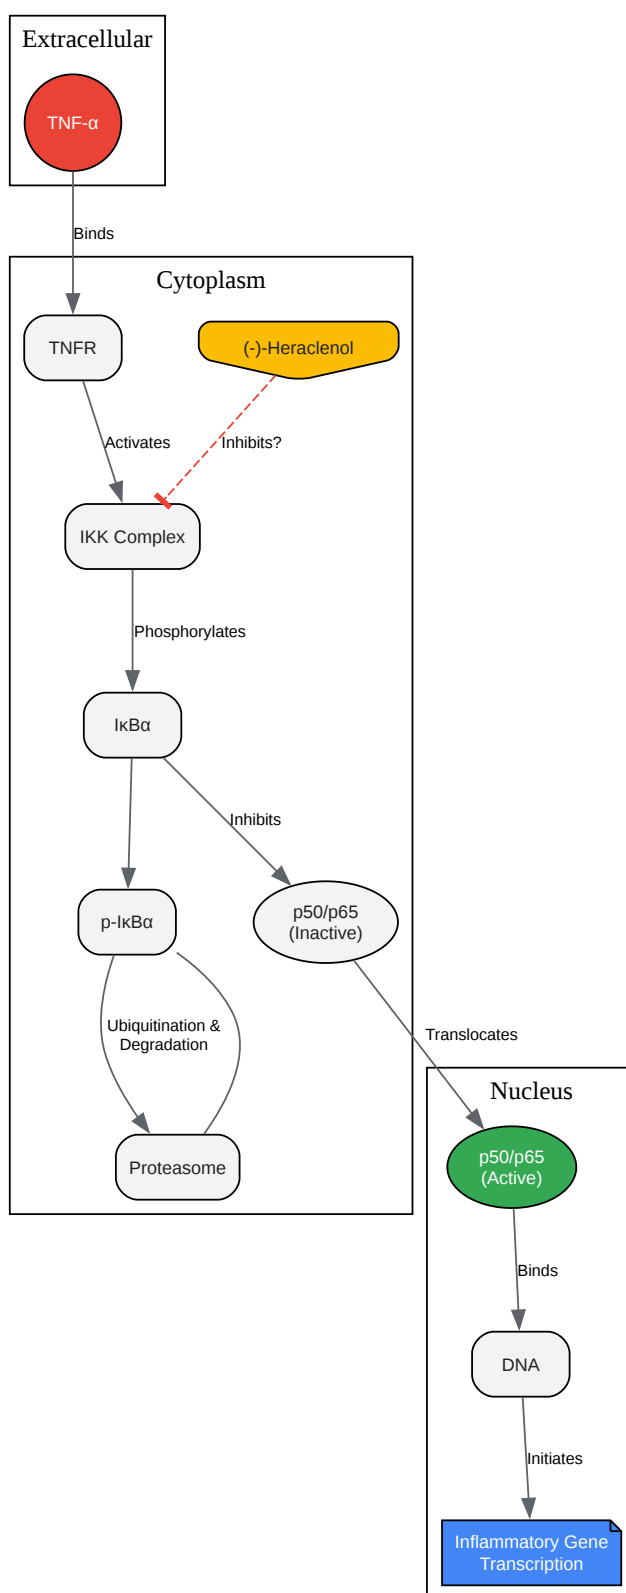 Extracellular
TNF-α
Binds
Cytoplasm
TNFR
(-)-Heraclenol
Activates
Inhibits?
IKK Complex
Phosphorylates
IκBα
Inhibits
p-IκBα
p50/p65
(Inactive)
Ubiquitination &
Degradation
Translocates
Nucleus
Proteasome
p50/p65
(Active)
Binds
DNA
Initiates
Inflammatory Gene
Transcription